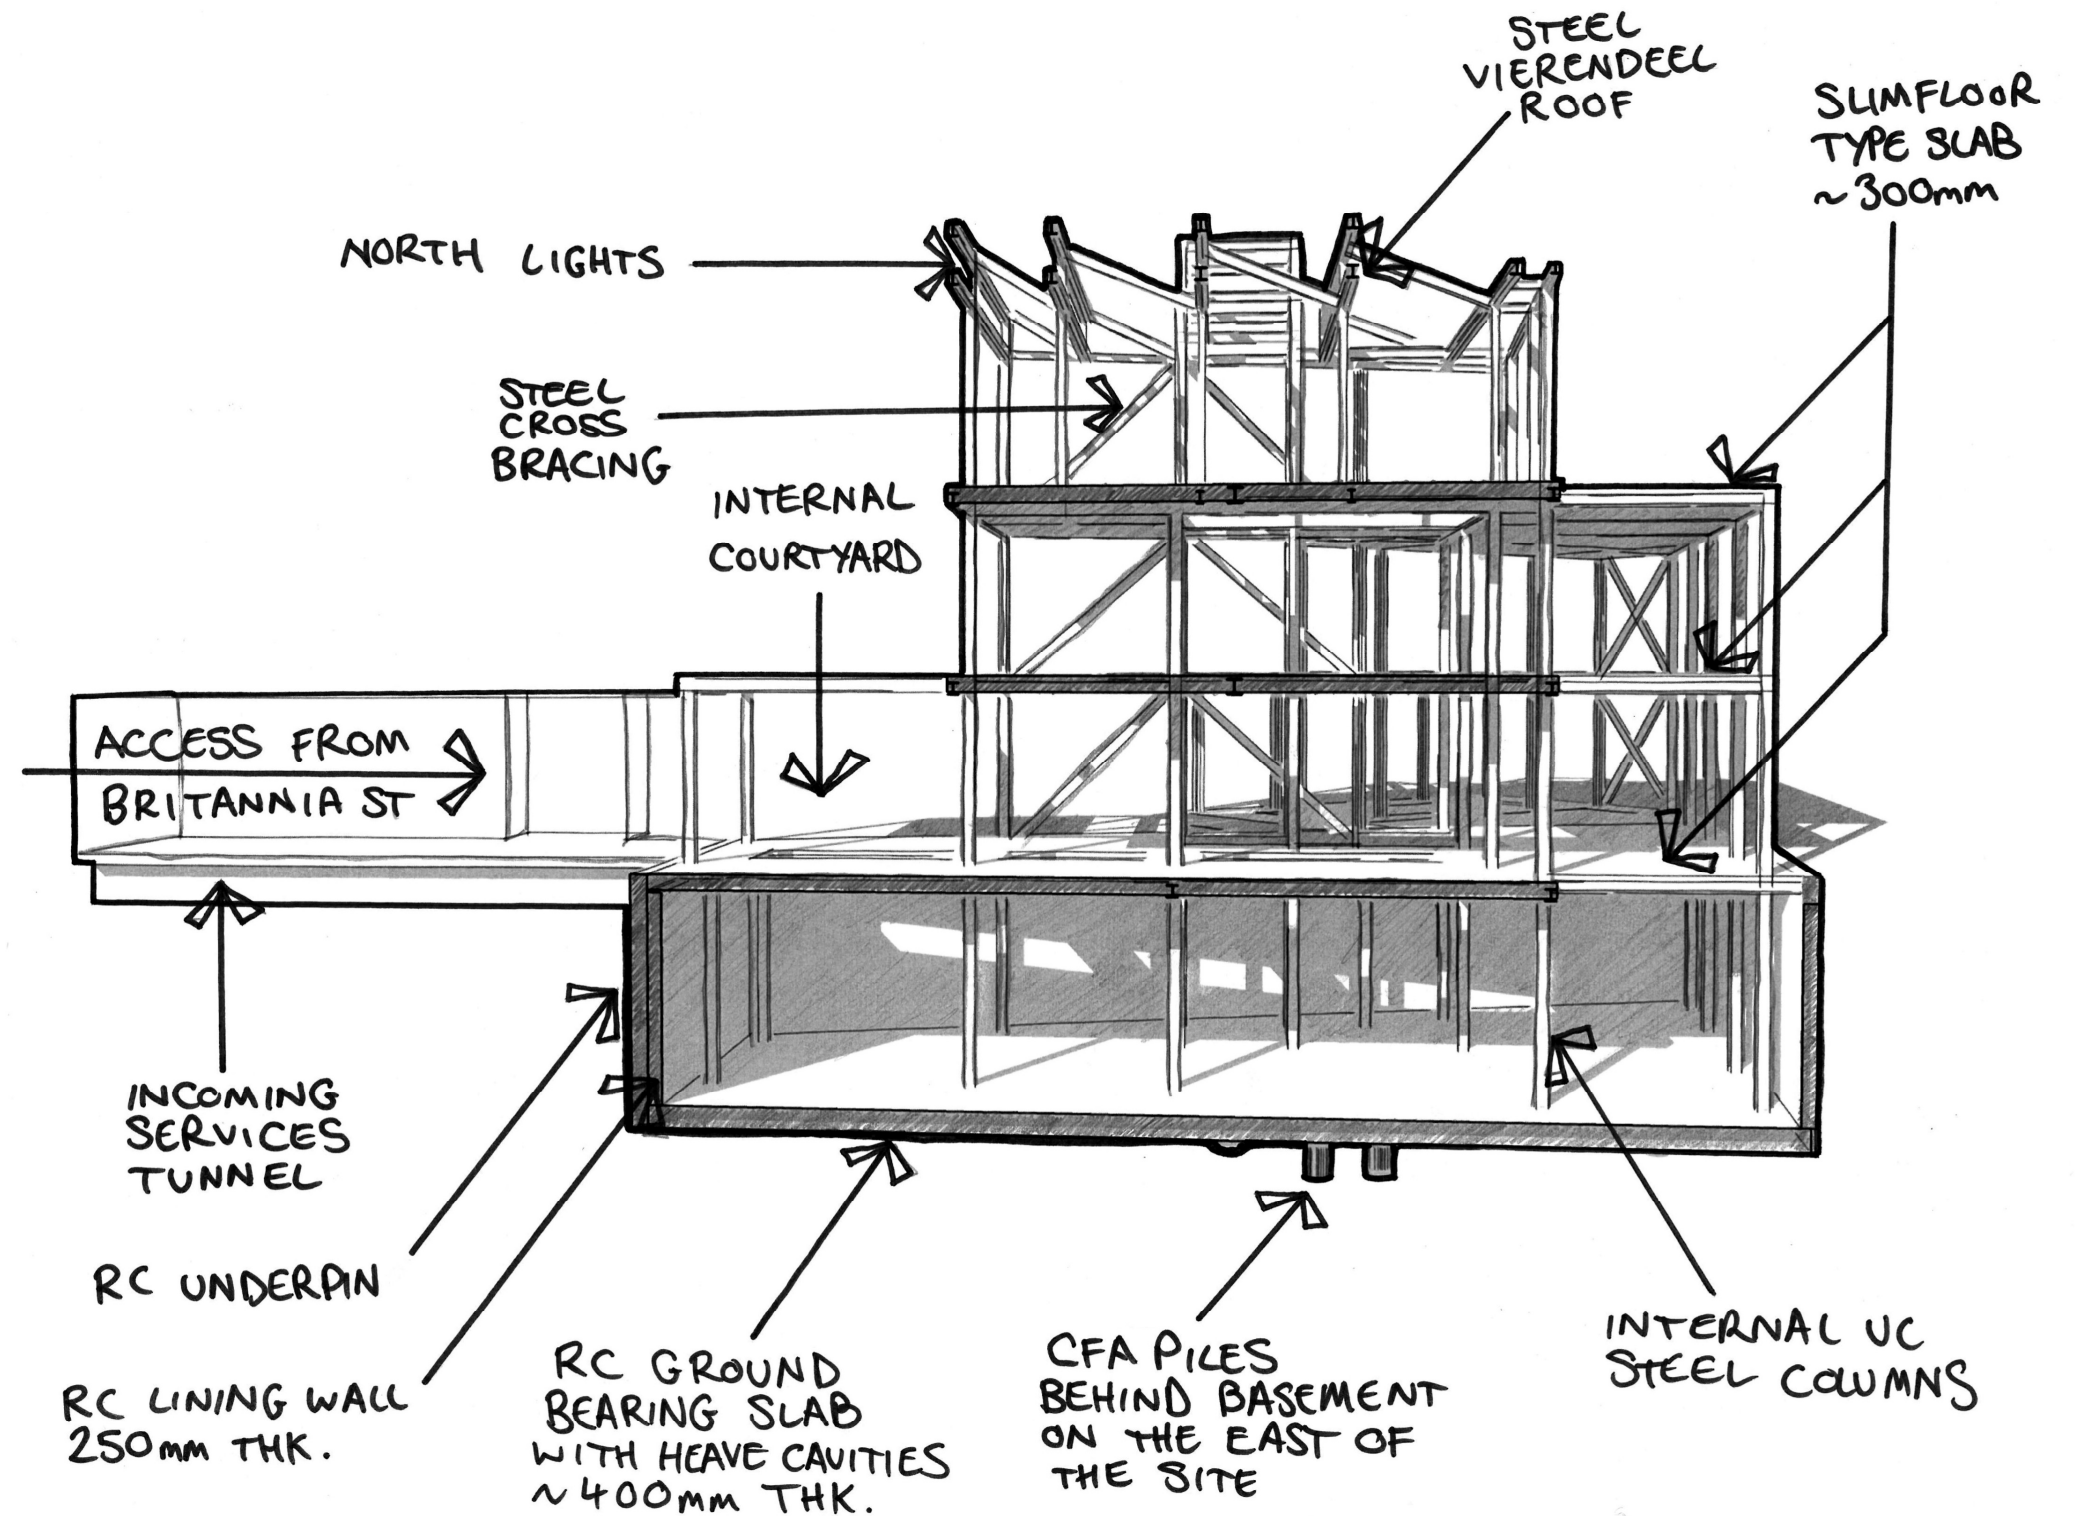 STEEL
VIERENDEEL
ROOF
SLIMFLOOR
TYPE SLAB
~300mm
NORTH LIGHTS
STEEL
CROSS
BRACING
INTERNAL
COURTYARD
ACCESS FROM
BRITANNIA ST
INCOMING
SERVICES
TUNNEL
RC UNDERPIN
RC LINING WALL
250mm THK.
RC GROUND
BEARING SLAB
WITH HEAVE CAVITIES
~400mm THK.
CFA PILES
BEHIND BASEMENT
ON THE EAST OF
THE SITE
INTERNAL UC
STEEL COLUMNS